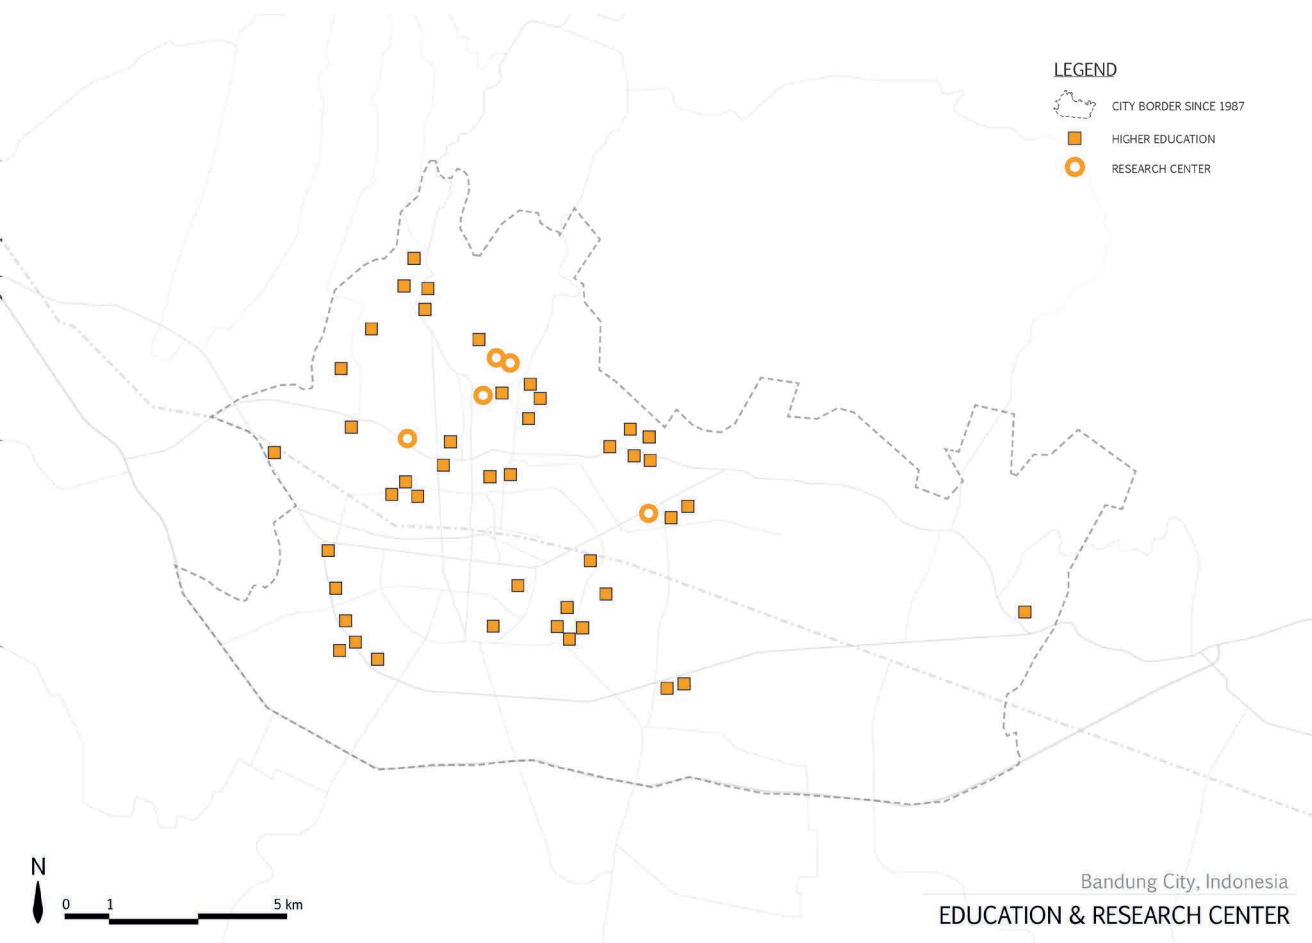 LEGEND
CITY BORDER SINCE 1987
HIGHER EDUCATION
RESEARCH CENTER
N
0 1 5 km
Bandung City, Indonesia
EDUCATION & RESEARCH CENTER